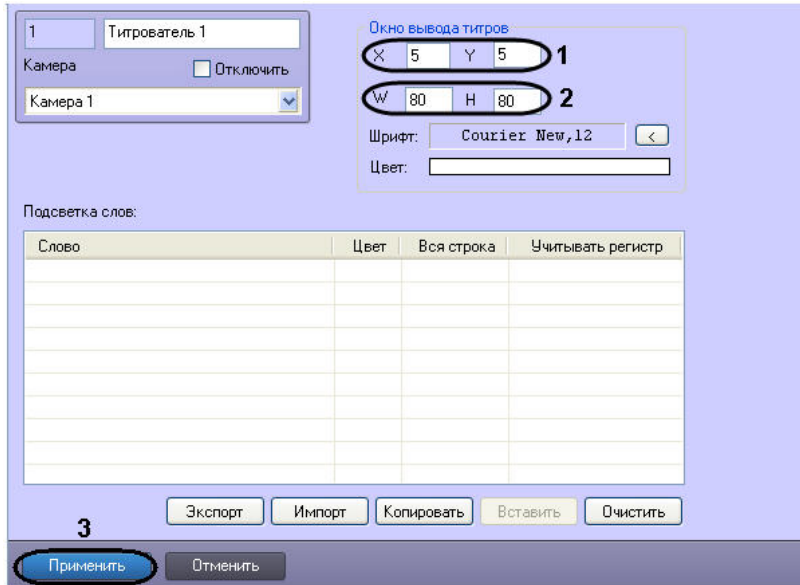 1 Титрователь 1
Камера Отключить
Камера 1
Окно вывода титров
X 5 Y 5 1
W 80 H 80 2
Шрифт: Courier New,12 <
Цвет:
Подсветка слов:
Слово Цвет Вся строка Учитывать регистр
Экспорт Импорт Копировать Вставить Очистить
3
Применить Отменить